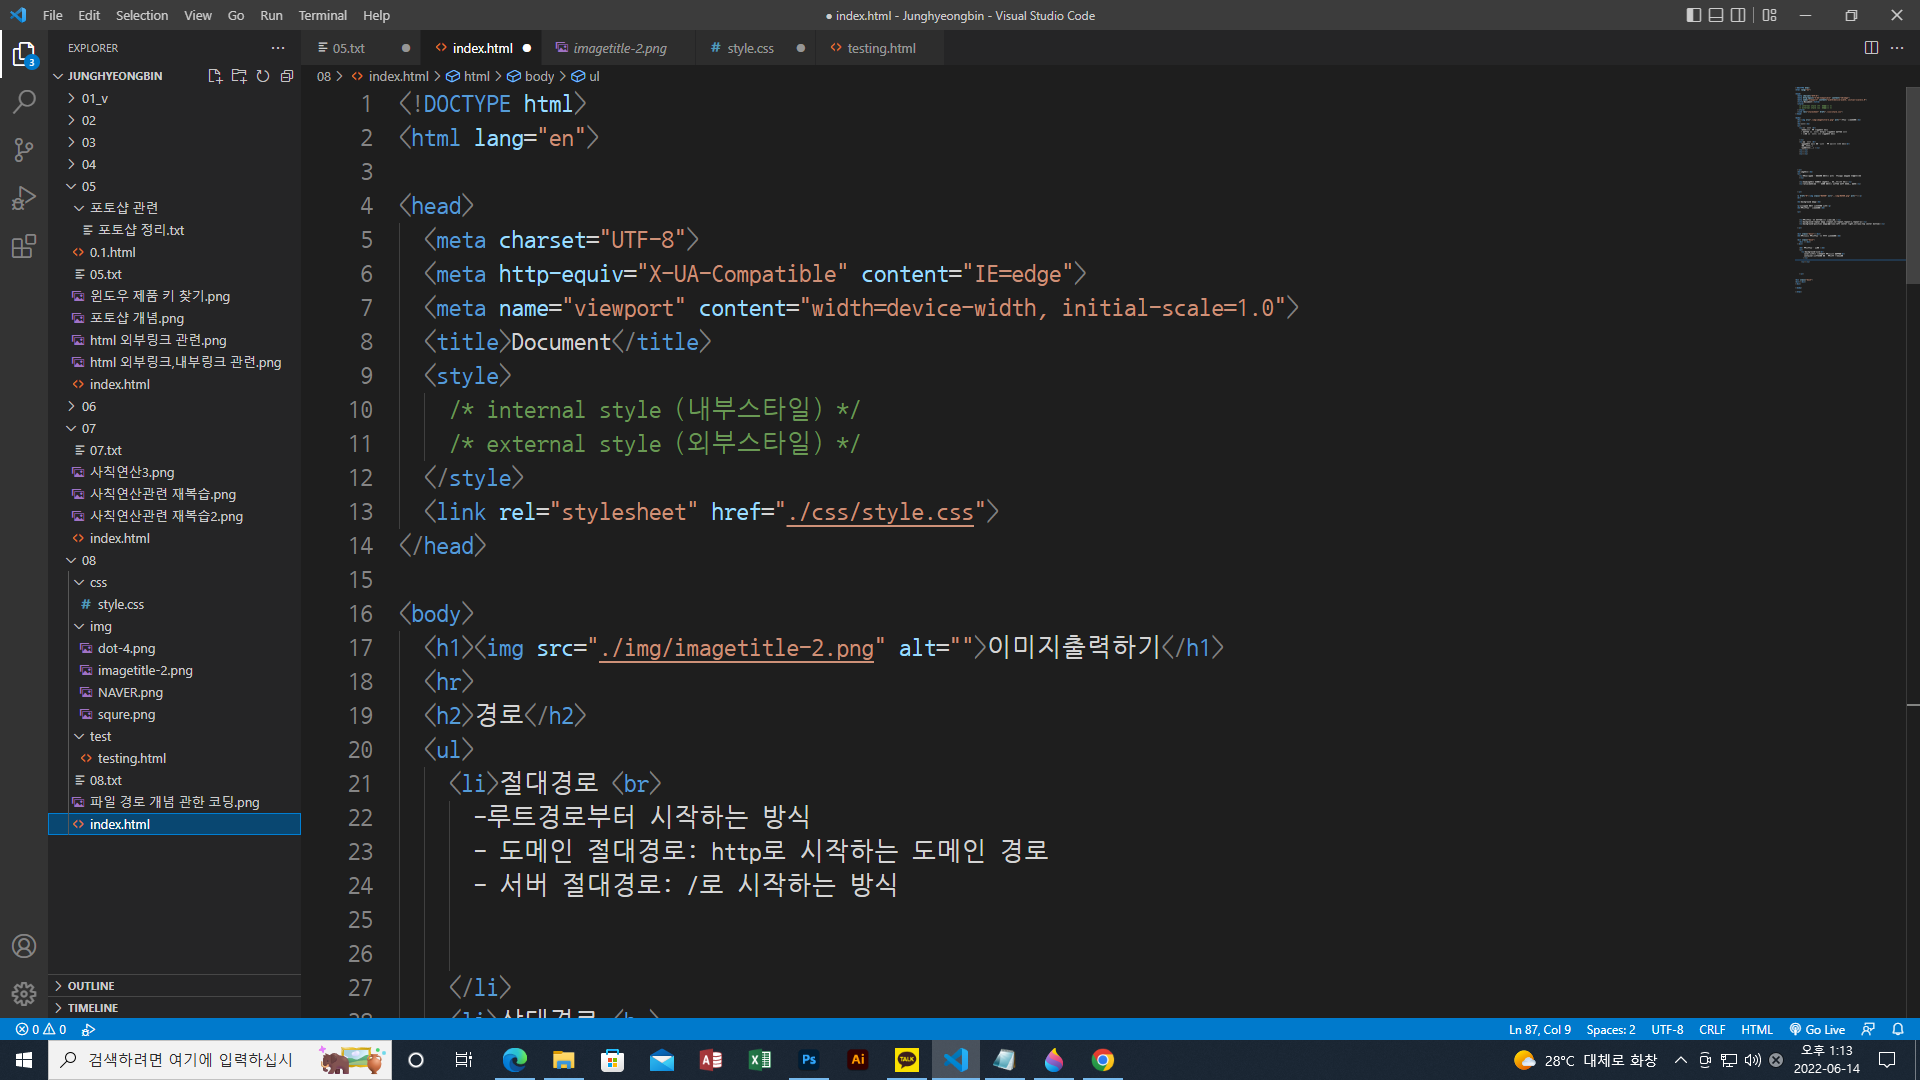 File Edit Selection View Go Run Terminal Help
● index.html - Junghyeongbin - Visual Studio Code
EXPLORER
05.txt
index.html
imagetitle-2.png
# style.css
testing.html
JUNGHYEONGBIN
08 > index.html > html > body > ul
01_v
02
03
04
05
포토샵 관련
포토샵 정리.txt
0.1.html
05.txt
윈도우 제품 키 찾기.png
포토샵 개념.png
html 외부링크 관련.png
html 외부링크,내부링크 관련.png
index.html
06
07
07.txt
사칙연산3.png
사칙연산관련 재복습.png
사칙연산관련 재복습2.png
index.html
08
css
# style.css
img
dot-4.png
imagetitle-2.png
NAVER.png
squre.png
test
testing.html
08.txt
파일 경로 개념 관한 코딩.png
index.html
OUTLINE
TIMELINE
3
1 <!DOCTYPE html>
2 <html lang="en">
3
4 <head>
5 <meta charset="UTF-8">
6 <meta http-equiv="X-UA-Compatible" content="IE=edge">
7 <meta name="viewport" content="width=device-width, initial-scale=1.0">
8 <title>Document</title>
9 <style>
10 /* internal style (내부스타일) */
11 /* external style (외부스타일) */
12 </style>
13 <link rel="stylesheet" href="./css/style.css">
14 </head>
15
16 <body>
17 <h1><img src="./img/imagetitle-2.png" alt="">이미지출력하기</h1>
18 <hr>
19 <h2>경로</h2>
20 <ul>
21 <li>절대경로 <br>
22 -루트경로부터 시작하는 방식
23 - 도메인 절대경로: http로 시작하는 도메인 경로
24 - 서버 절대경로: /로 시작하는 방식
25
26
27 </li>
0 0
Ln 87, Col 9 Spaces: 2 UTF-8 CRLF HTML Go Live
검색하려면 여기에 입력하십시
Ps
Ai
TALK
28°C 대체로 화창
오후 1:13
2022-06-14